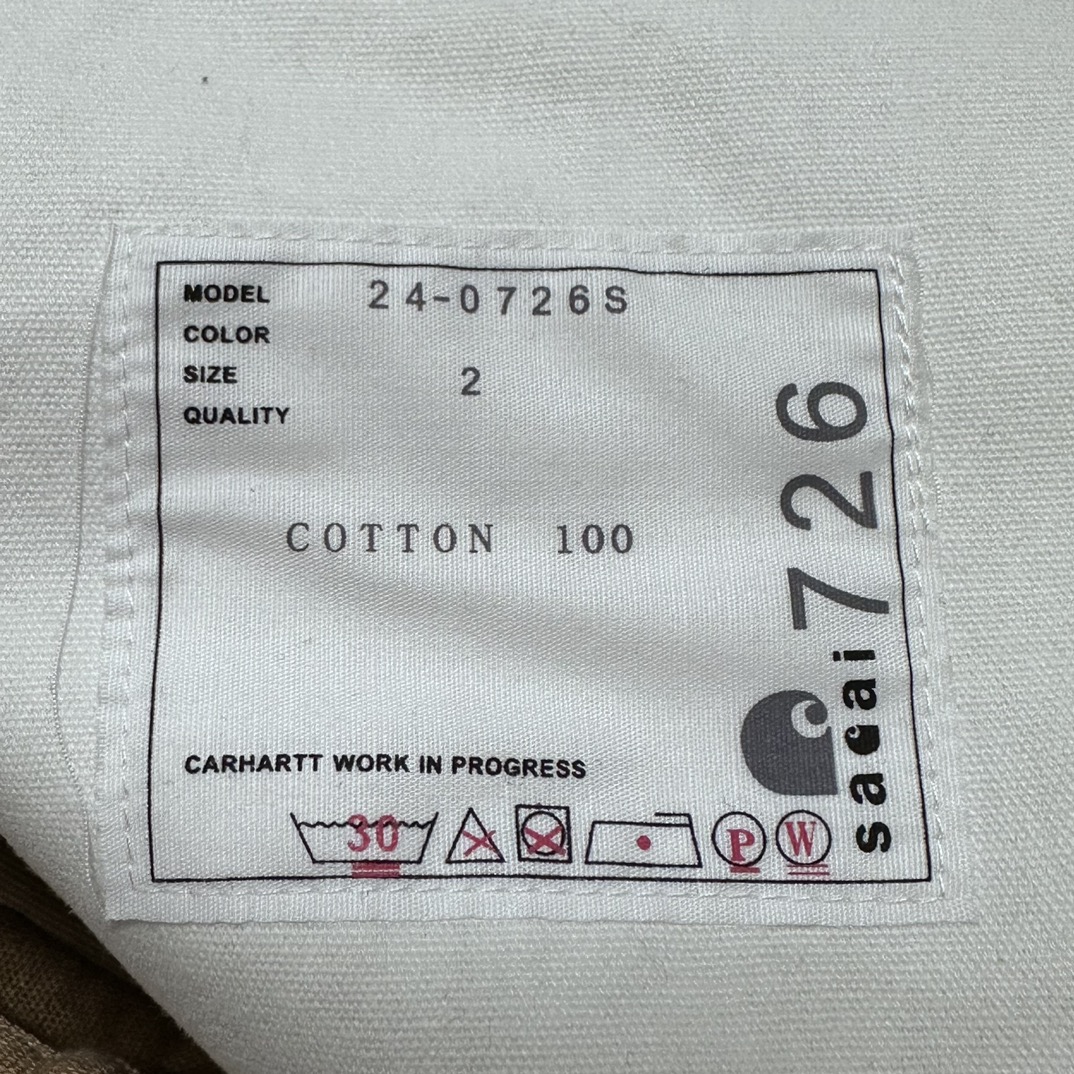 MODEL 24-0726S
COLOR
SIZE 2
QUALITY
COTTON 100
CARHARTT WORK IN PROGRESS
30 P W
sacai 726